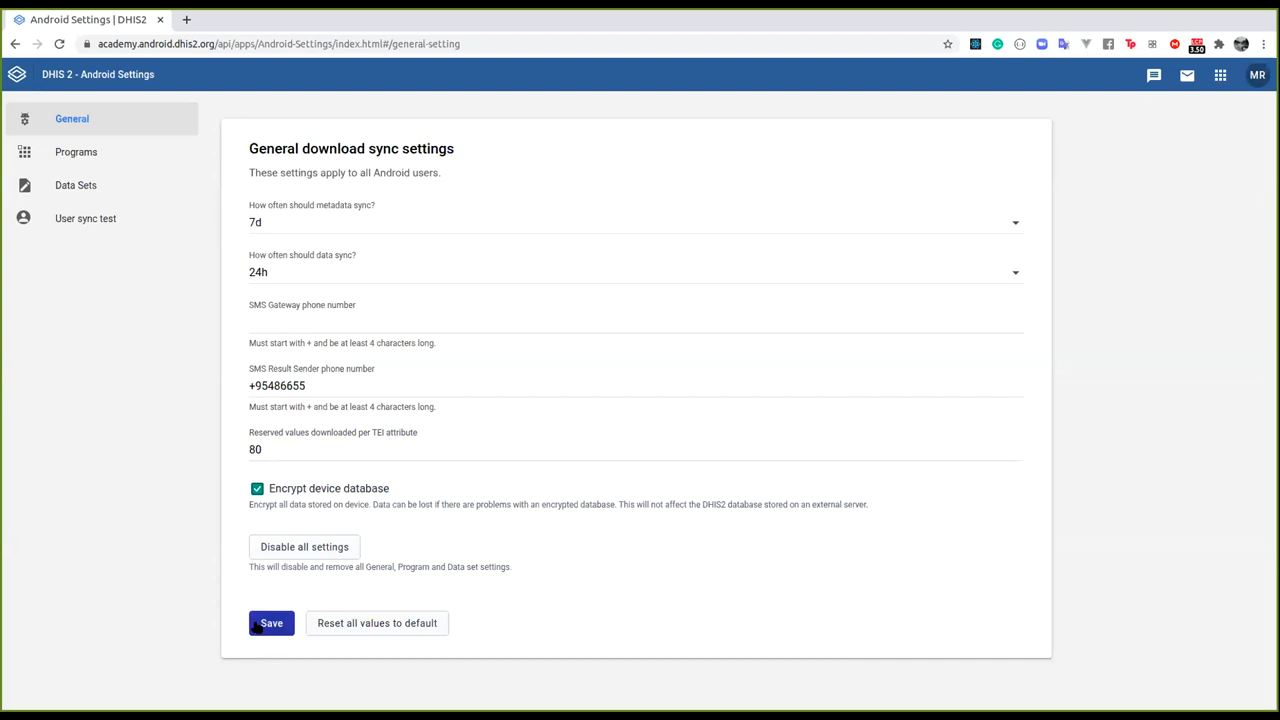 Android Settings | DHIS2
academy.android.dhis2.org/api/apps/Android-Settings/index.html#/general-setting
Tp
LCP
3.50
DHIS 2 - Android Settings
MR
General
Programs
Data Sets
User sync test
General download sync settings
These settings apply to all Android users.
How often should metadata sync?
7d
How often should data sync?
24h
SMS Gateway phone number
Must start with + and be at least 4 characters long.
SMS Result Sender phone number
+95486655
Must start with + and be at least 4 characters long.
Reserved values downloaded per TEI attribute
80
Encrypt device database
Encrypt all data stored on device. Data can be lost if there are problems with an encrypted database. This will not affect the DHIS2 database stored on an external server.
Disable all settings
This will disable and remove all General, Program and Data set settings.
Save
Reset all values to default